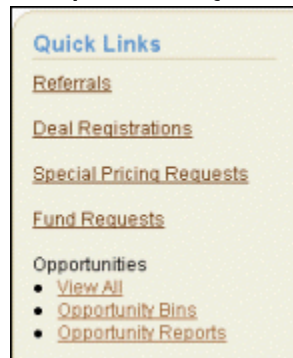 Quick Links
Referrals
Deal Registrations
Special Pricing Requests
Fund Requests
Opportunities
• View All
• Opportunity Bins
• Opportunity Reports